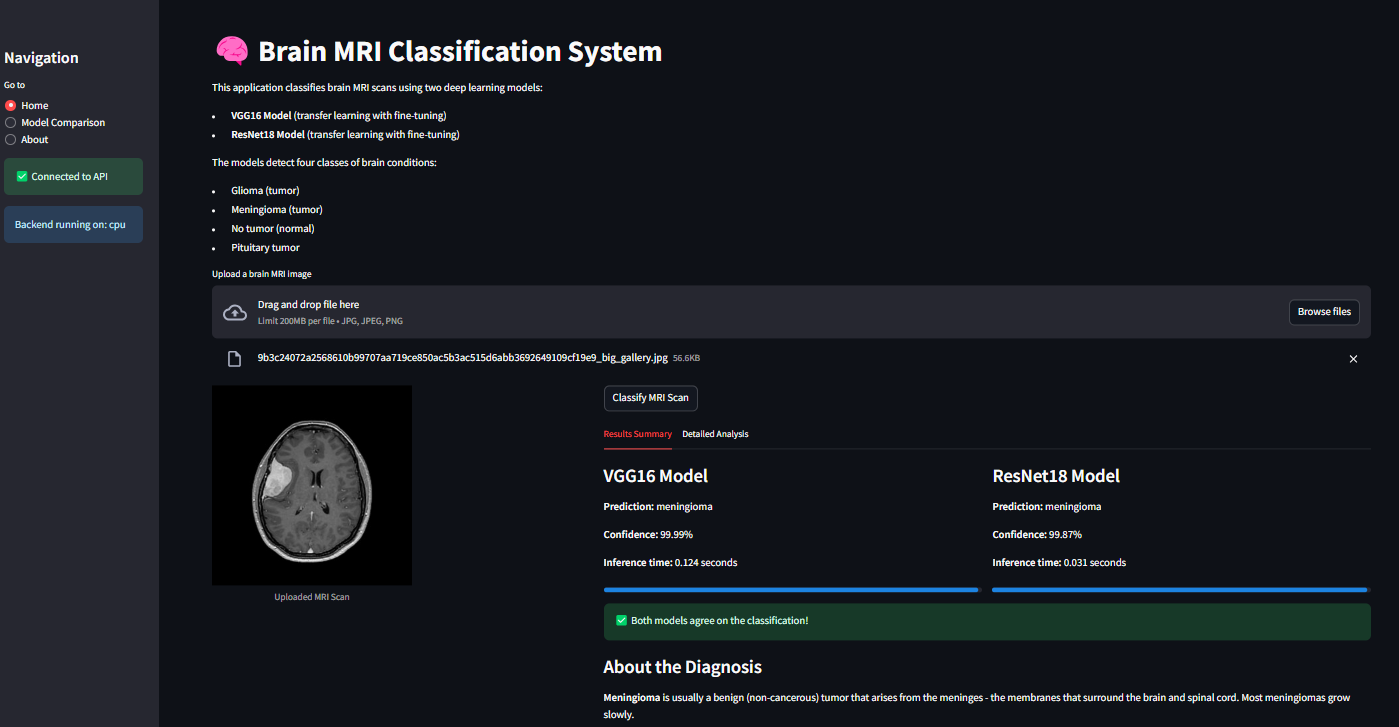 Navigation
Go to
Home
Model Comparison
About
✅ Connected to API
Backend running on: cpu
🧠 Brain MRI Classification System
This application classifies brain MRI scans using two deep learning models:
• VGG16 Model (transfer learning with fine-tuning)
• ResNet18 Model (transfer learning with fine-tuning)
The models detect four classes of brain conditions:
• Glioma (tumor)
• Meningioma (tumor)
• No tumor (normal)
• Pituitary tumor
Upload a brain MRI image
Drag and drop file here
Limit 200MB per file • JPG, JPEG, PNG
Browse files
9b3c24072a2568610b99707aa719ce850ac5b3ac515d6abb3692649109cf19e9_big_gallery.jpg 56.6KB
Uploaded MRI Scan
Classify MRI Scan
Results Summary Detailed Analysis
VGG16 Model
Prediction: meningioma
Confidence: 99.99%
Inference time: 0.124 seconds
ResNet18 Model
Prediction: meningioma
Confidence: 99.87%
Inference time: 0.031 seconds
✅ Both models agree on the classification!
About the Diagnosis
Meningioma is usually a benign (non-cancerous) tumor that arises from the meninges - the membranes that surround the brain and spinal cord. Most meningiomas grow
slowly.